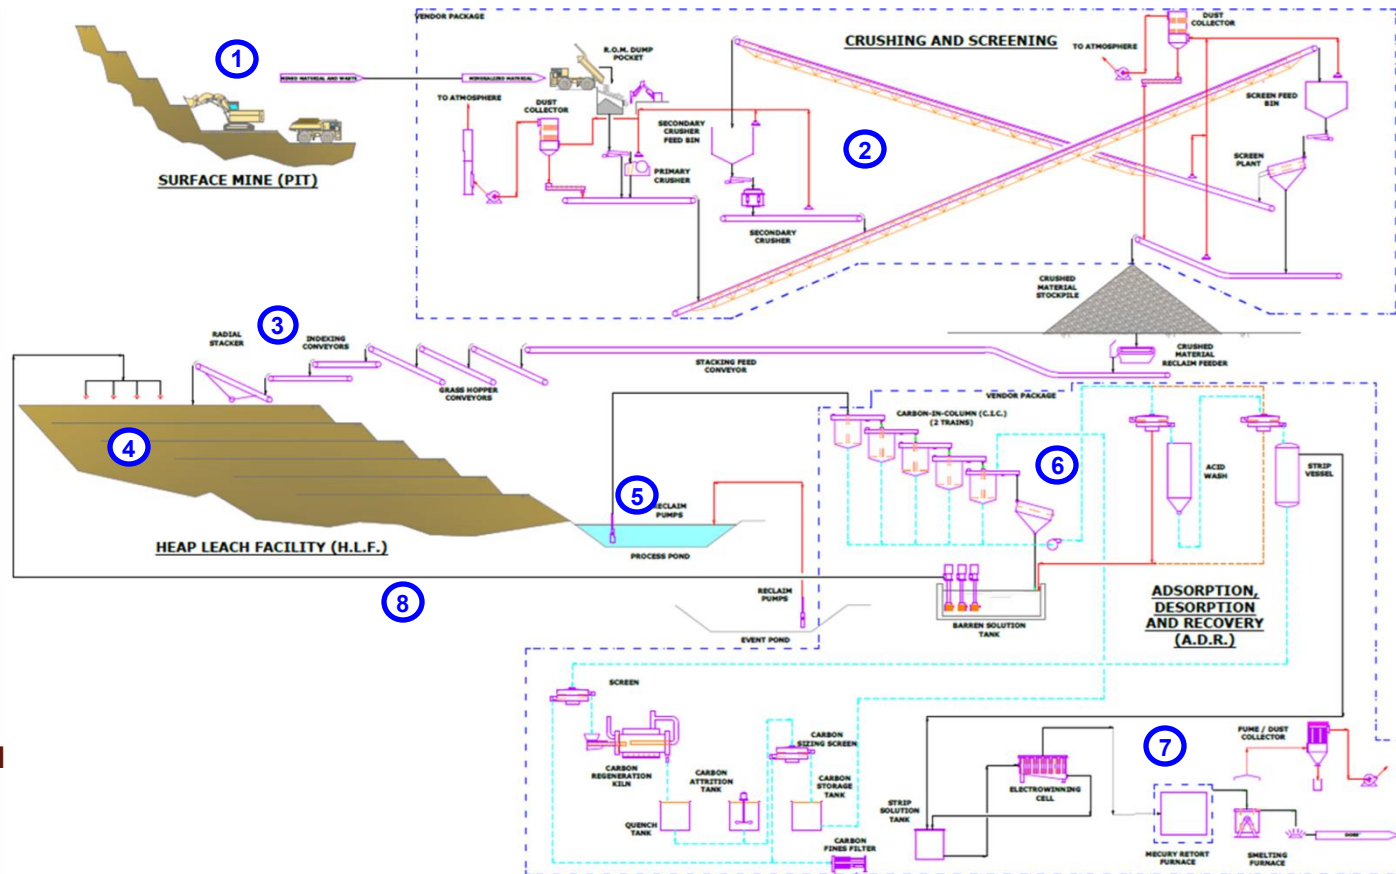 VENDOR PACKAGE
CRUSHING AND SCREENING
DUST
COLLECTOR
TO ATMOSPHERE
1
MINED MATERIAL AND WASTE
MINERALIZED MATERIAL
R.O.M. DUMP
POCKET
TO ATMOSPHERE
DUST
COLLECTOR
SECONDARY
CRUSHER
FEED BIN
2
SCREEN FEED
BIN
SCREEN
PLANT
PRIMARY
CRUSHER
SURFACE MINE (PIT)
SECONDARY
CRUSHER
CRUSHED
MATERIAL
STOCKPILE
3
RADIAL
STACKER
INDEXING
CONVEYORS
GRASS HOPPER
CONVEYORS
STACKING FEED
CONVEYOR
CRUSHED
MATERIAL
RECLAIM FEEDER
VENDOR PACKAGE
CARBON-IN-COLUMN (C.I.C.)
(2 TRAINS)
4
5
6
ACID
WASH
STRIP
VESSEL
RECLAIM
PUMPS
HEAP LEACH FACILITY (H.L.F.)
PROCESS POND
8
RECLAIM
PUMPS
EVENT POND
BARREN SOLUTION
TANK
ADSORPTION,
DESORPTION
AND RECOVERY
(A.D.R.)
SCREEN
CARBON
REGENERATION
KILN
CARBON
ATTRITION
TANK
CARBON
SIZING SCREEN
CARBON
STORAGE
TANK
QUENCH
TANK
CARBON
FINES FILTER
STRIP
SOLUTION
TANK
ELECTROWINNING
CELL
7
FUME / DUST
COLLECTOR
MECURY RETORT
FURNACE
SMELTING
FURNACE
DORE'